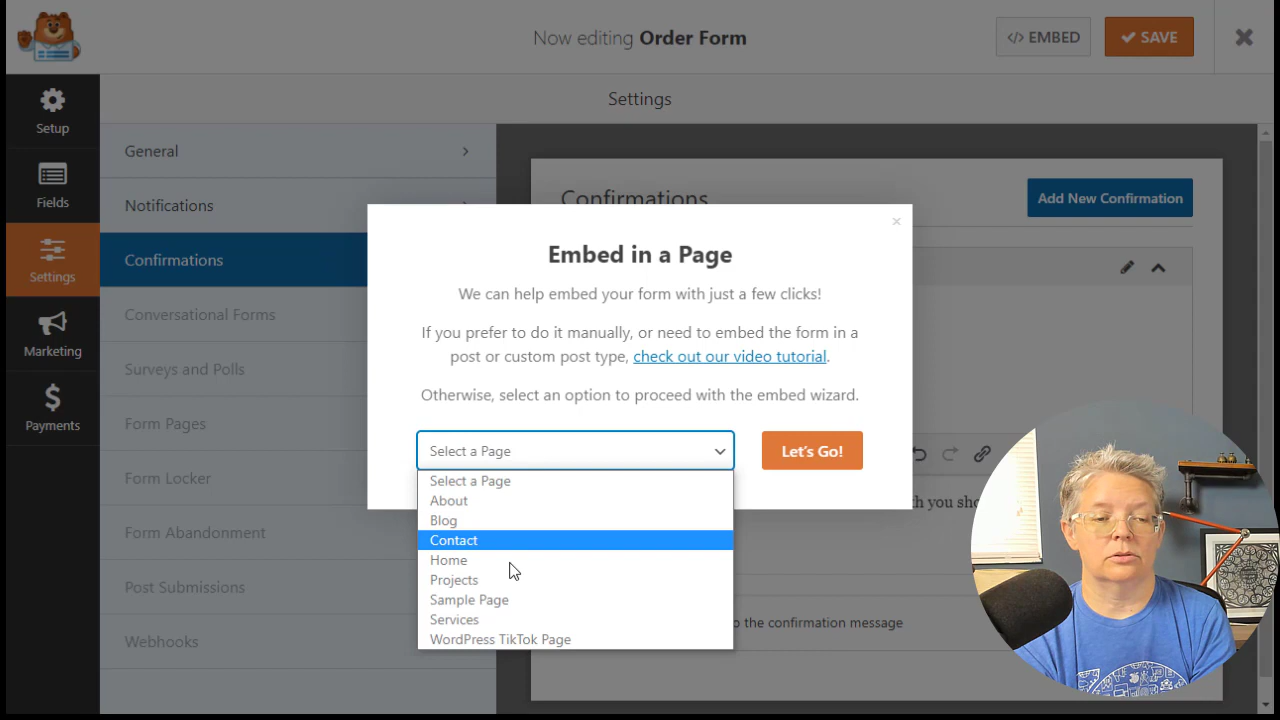 Now editing Order Form
</> EMBED
SAVE
Setup
Fields
Settings
Marketing
Payments
Settings
General
Notifications
Confirmations
Conversational Forms
Surveys and Polls
Form Pages
Form Locker
Form Abandonment
Post Submissions
Webhooks
Confirmations
Add New Confirmation
Embed in a Page
We can help embed your form with just a few clicks!
If you prefer to do it manually, or need to embed the form in a
post or custom post type, check out our video tutorial.
Otherwise, select an option to proceed with the embed wizard.
Select a Page
Let's Go!
Select a Page
About
Blog
Contact
Home
Projects
Sample Page
Services
WordPress TikTok Page
you
the confirmation message